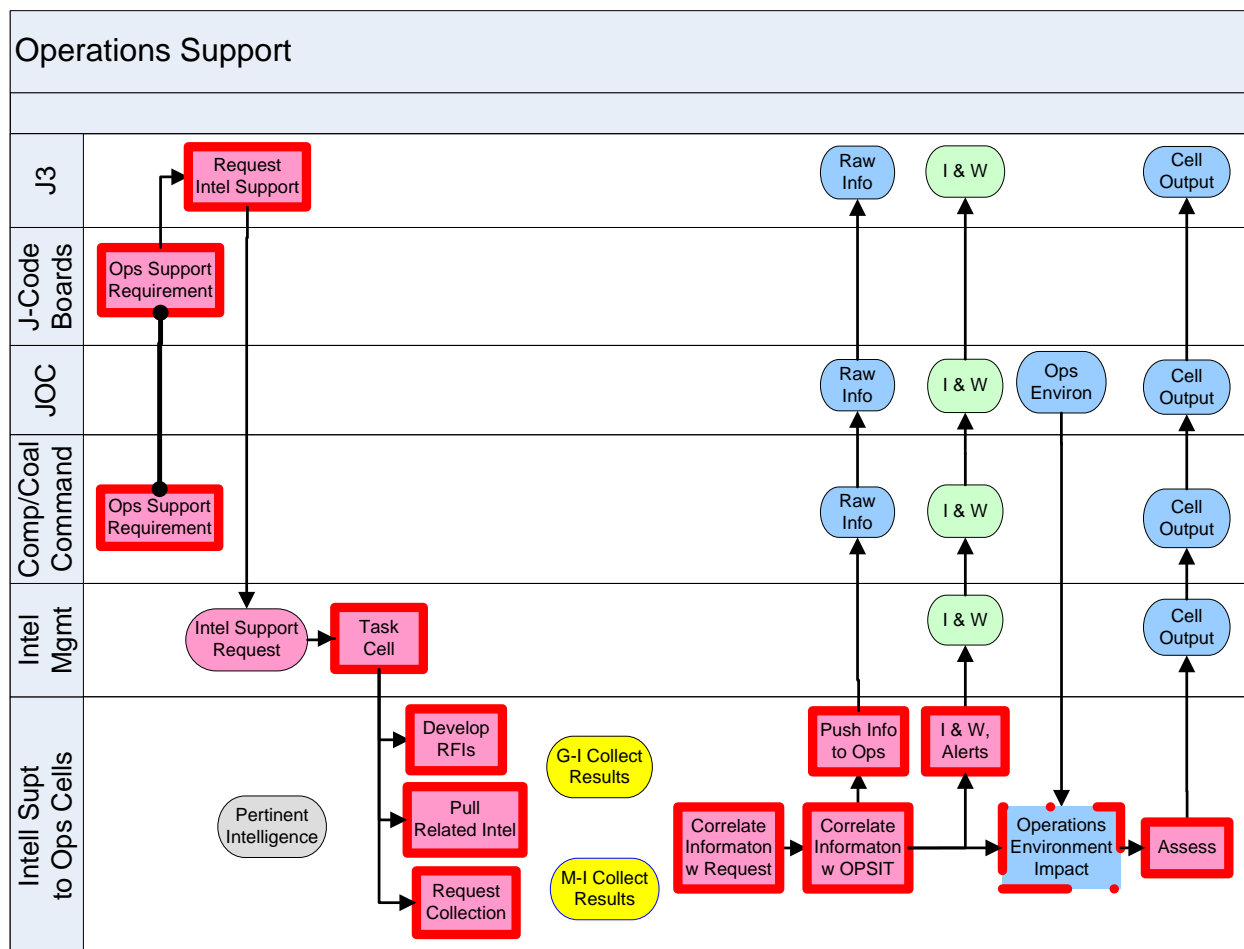 Operations Support
J3
Request
Intel Support
Raw
Info
I & W
Cell
Output
J-Code
Boards
Ops Support
Requirement
JOC
Raw
Info
I & W
Ops
Environ
Cell
Output
Comp/Coal
Command
Ops Support
Requirement
Raw
Info
I & W
Cell
Output
Intel
Mgmt
Intel Support
Request
Task
Cell
I & W
Cell
Output
Intell Supt
to Ops Cells
Pertinent
Intelligence
Develop
RFIs
Pull
Related Intel
Request
Collection
G-I Collect
Results
M-I Collect
Results
Correlate
Informaton
w Request
Push Info
to Ops
Correlate
Informaton
w OPSIT
I & W,
Alerts
Operations
Environment
Impact
Assess